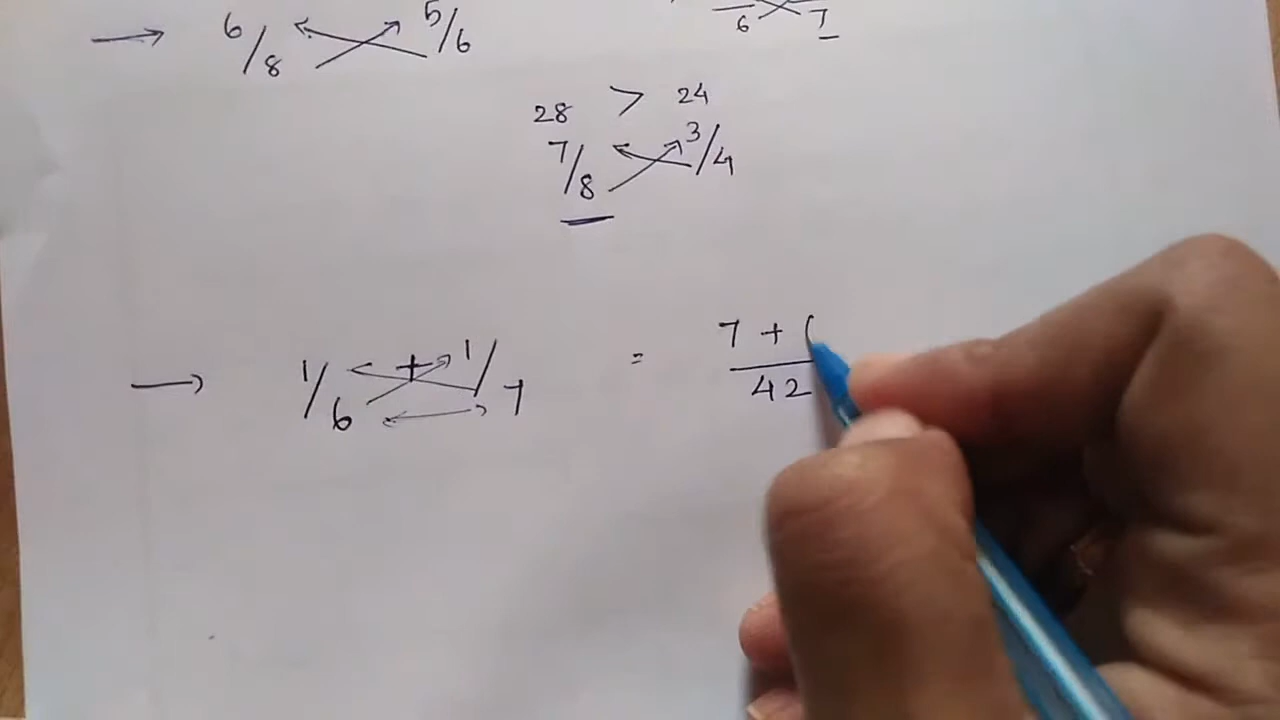 → 6/8 5/6
6 7
28 > 24
7/8 3/4
→ 1/6 + 1/7 = 7 +
42